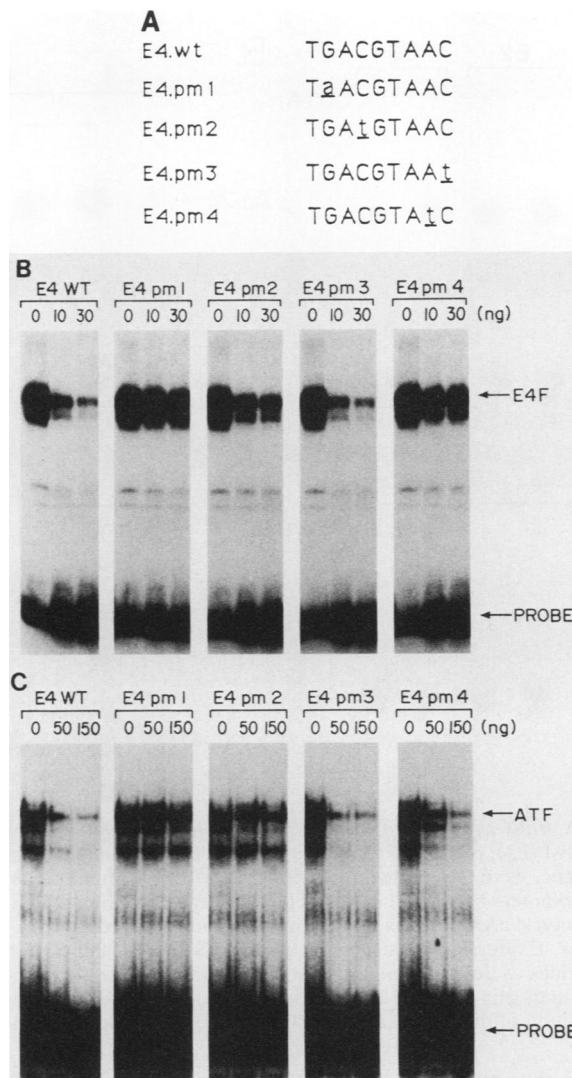 A
E4.wt TGACGTAAC
E4.pm1 TaACGTAAC
E4.pm2 TGAtGTAAC
E4.pm3 TGACGTAAt
E4.pm4 TGACGTAtC
B
E4 WT E4 pm1 E4 pm2 E4 pm3 E4 pm4
0 10 30 0 10 30 0 10 30 0 10 30 0 10 30 (ng)
E4F
PROBE
C
E4 WT E4 pm1 E4 pm2 E4 pm3 E4 pm4
0 50 150 0 50 150 0 50 150 0 50 150 0 50 150 (ng)
ATF
PROBE